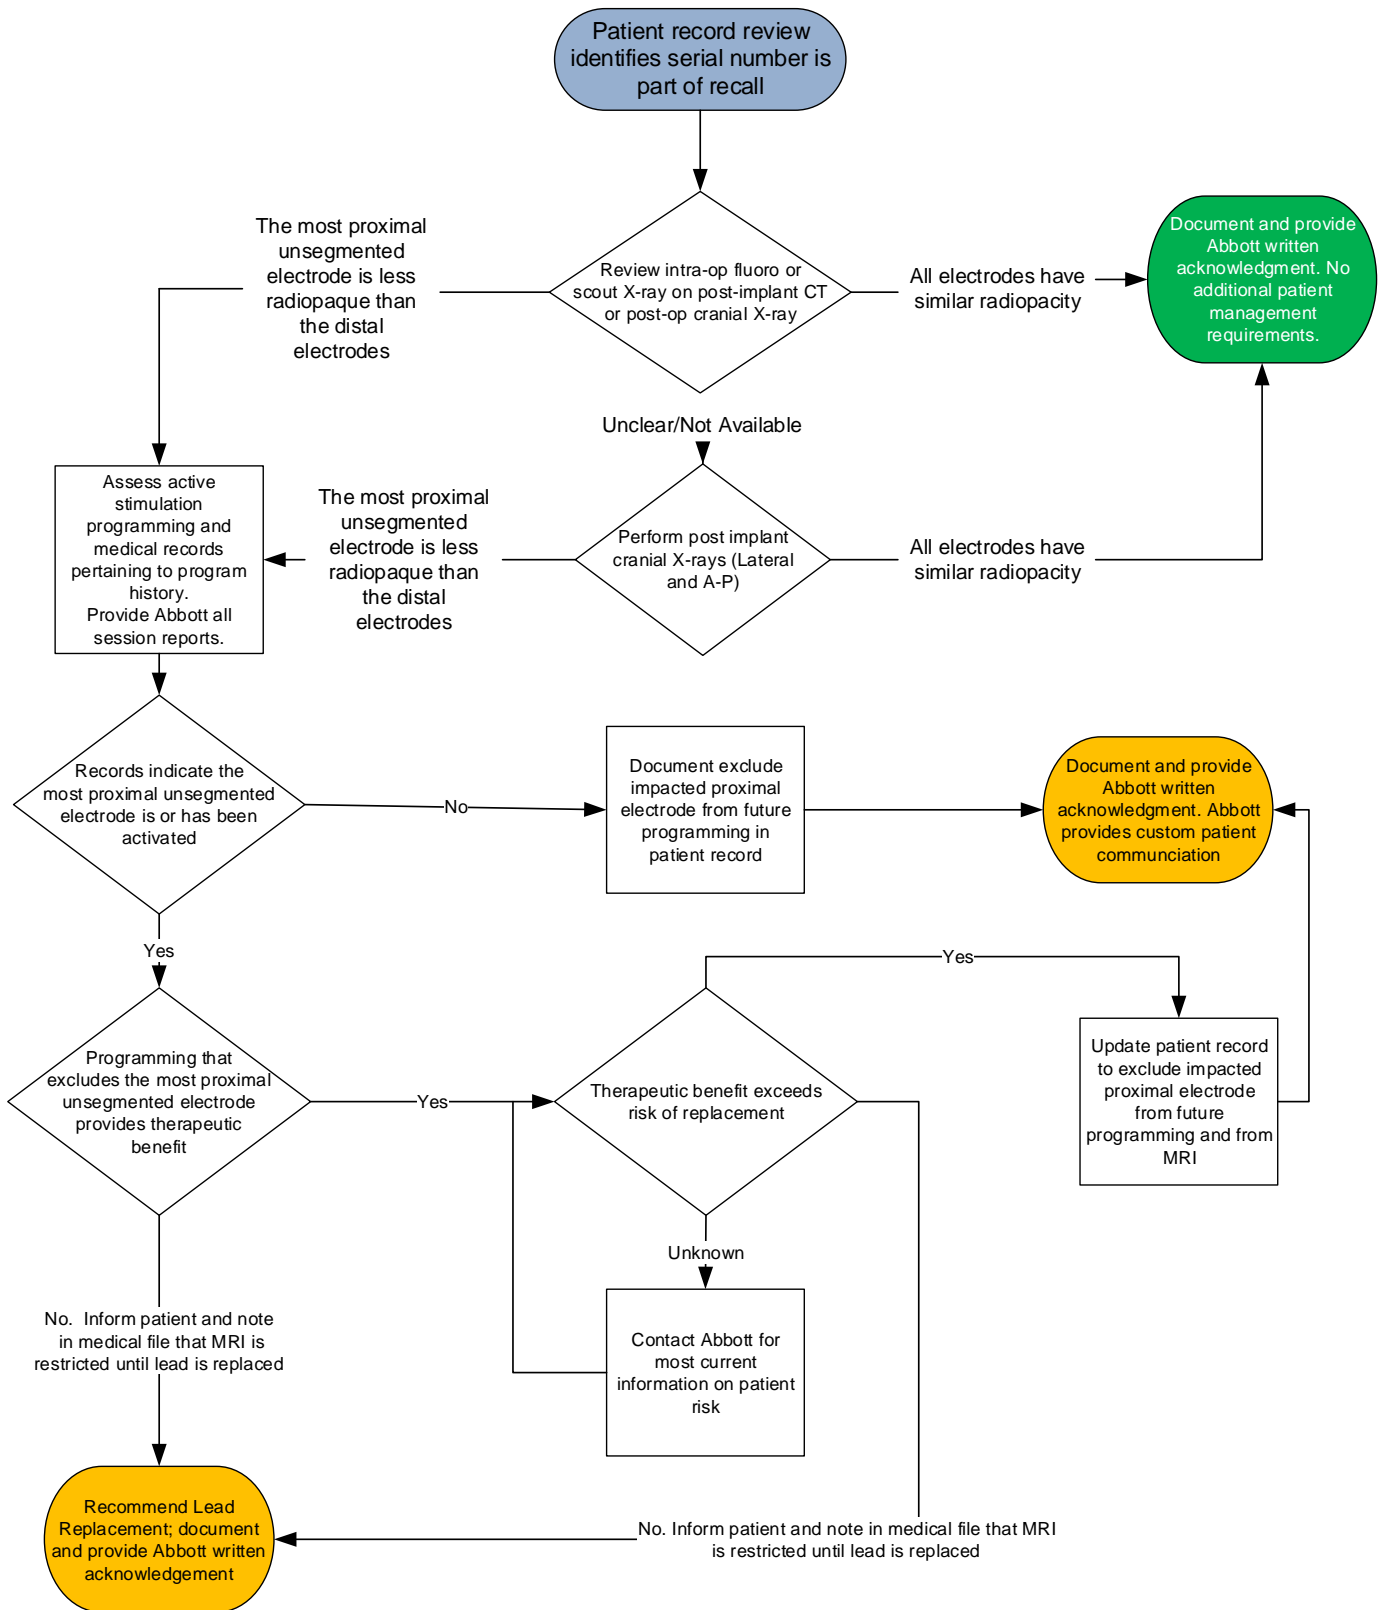 Patient record review
identifies serial number is
part of recall
The most proximal
unsegmented
electrode is less
radiopaque than
the distal
electrodes
Review intra-op fluoro or
scout X-ray on post-implant CT
or post-op cranial X-ray
All electrodes have
similar radiopacity
Document and provide
Abbott written
acknowledgment. No
additional patient
management
requirements.
Unclear/Not Available
Assess active
stimulation
programming and
medical records
pertaining to program
history.
Provide Abbott all
session reports.
The most proximal
unsegmented
electrode is less
radiopaque than
the distal
electrodes
Perform post implant
cranial X-rays (Lateral
and A-P)
All electrodes have
similar radiopacity
Records indicate the
most proximal unsegmented
electrode is or has been
activated
No
Document exclude
impacted proximal
electrode from future
programming in
patient record
Document and provide
Abbott written
acknowledgment. Abbott
provides custom patient
communciation
Yes
Programming that
excludes the most proximal
unsegmented electrode
provides therapeutic
benefit
Yes
Therapeutic benefit exceeds
risk of replacement
Yes
Update patient record
to exclude impacted
proximal electrode
from future
programming and from
MRI
Unknown
Contact Abbott for
most current
information on patient
risk
No. Inform patient and note
in medical file that MRI is
restricted until lead is replaced
Recommend Lead
Replacement; document
and provide Abbott written
acknowledgement
No. Inform patient and note in medical file that MRI
is restricted until lead is replaced